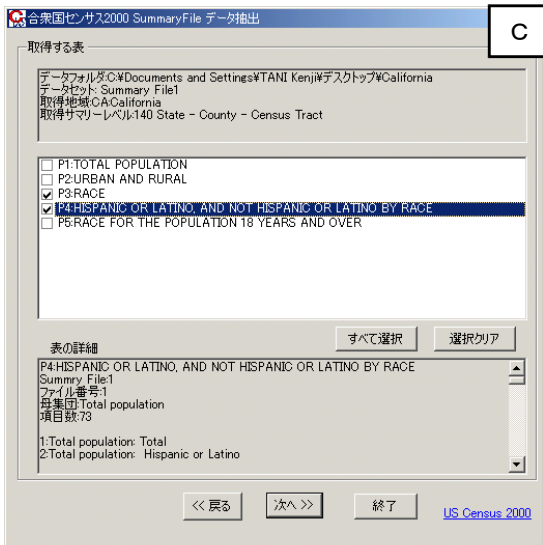 合衆国センサス2000 SummaryFile データ抽出
C
取得する表
データフォルダ:C:¥Documents and Settings¥TANI Kenji¥デスクトップ¥California
データセット: Summary File1
取得地域:CA:California
取得サマリーレベル:140 State - County - Census Tract
P1:TOTAL POPULATION
P2:URBAN AND RURAL
P3:RACE
P4:HISPANIC OR LATINO, AND NOT HISPANIC OR LATINO BY RACE
P5:RACE FOR THE POPULATION 18 YEARS AND OVER
すべて選択
選択クリア
表の詳細
P4:HISPANIC OR LATINO, AND NOT HISPANIC OR LATINO BY RACE
Summry File:1
ファイル番号:1
母集団:Total population
項目数:73
1:Total population: Total
2:Total population: Hispanic or Latino
<< 戻る
次へ >>
終了
US Census 2000